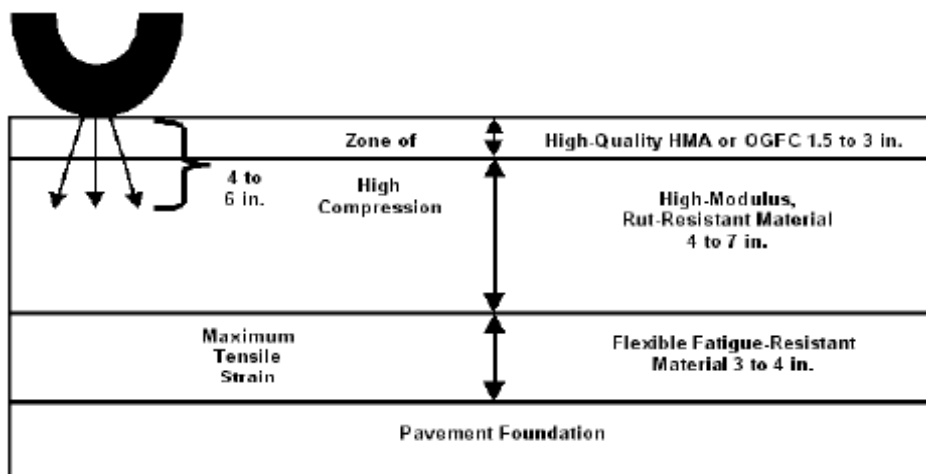 Zone of
High
Compression
4 to
6 in.
High-Quality HMA or OGFC 1.5 to 3 in.
High-Modulus,
Rut-Resistant Material
4 to 7 in.
Maximum
Tensile
Strain
Flexible Fatigue-Resistant
Material 3 to 4 in.
Pavement Foundation